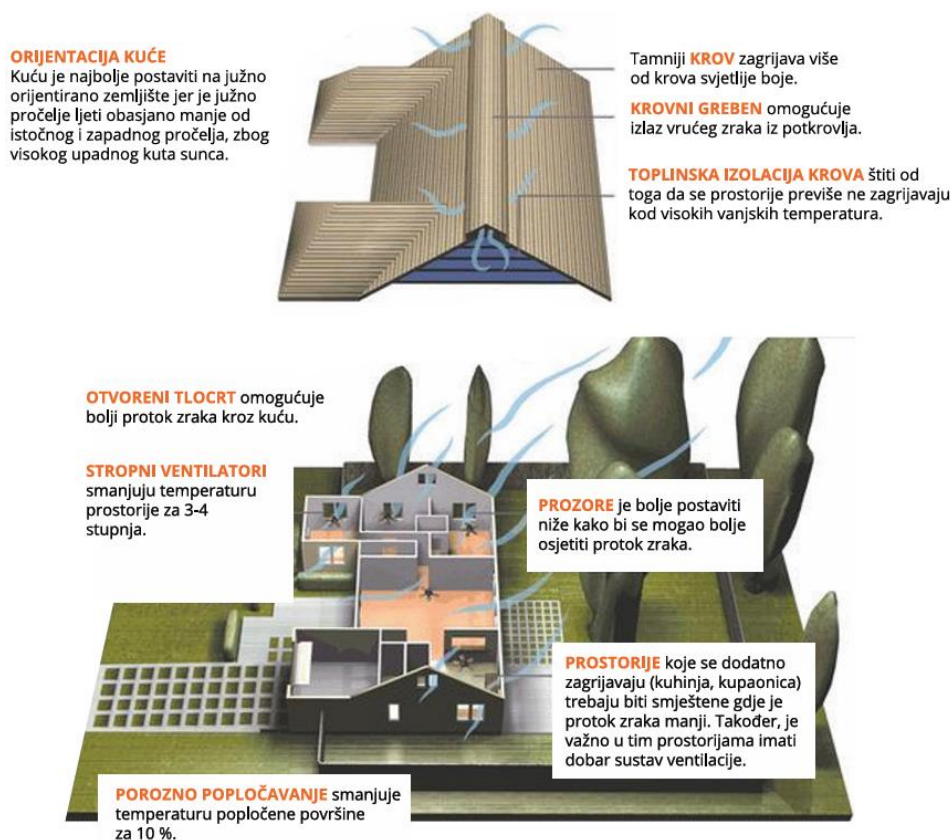 ORIJENTACIJA KUĆE
Kuću je najbolje postaviti na južno
orijentirano zemljište jer je južno
pročelje ljeti obasjano manje od
istočnog i zapadnog pročelja, zbog
visokog upadnog kuta sunca.
Tamniji KROV zagrijava više
od krova svjetlije boje.
KROVNI GREBEN omogućuje
izlaz vrućeg zraka iz potkrovlja.
TOPLINSKA IZOLACIJA KROVA štiti od
toga da se prostorije previše ne zagrijavaju
kod visokih vanjskih temperatura.
OTVORENI TLOCRT omogućuje
bolji protok zraka kroz kuću.
STROPNI VENTILATORI
smanjuju temperaturu
prostorije za 3-4
stupnja.
PROZORE je bolje postaviti
niže kako bi se mogao bolje
osjetiti protok zraka.
PROSTORIJE koje se dodatno
zagrijavaju (kuhinja, kupaonica)
trebaju biti smještene gdje je
protok zraka manji. Također, je
važno u tim prostorijama imati
dobar sustav ventilacije.
POROZNO POPLOČAVANJE smanjuje
temperaturu popločene površine
za 10 %.